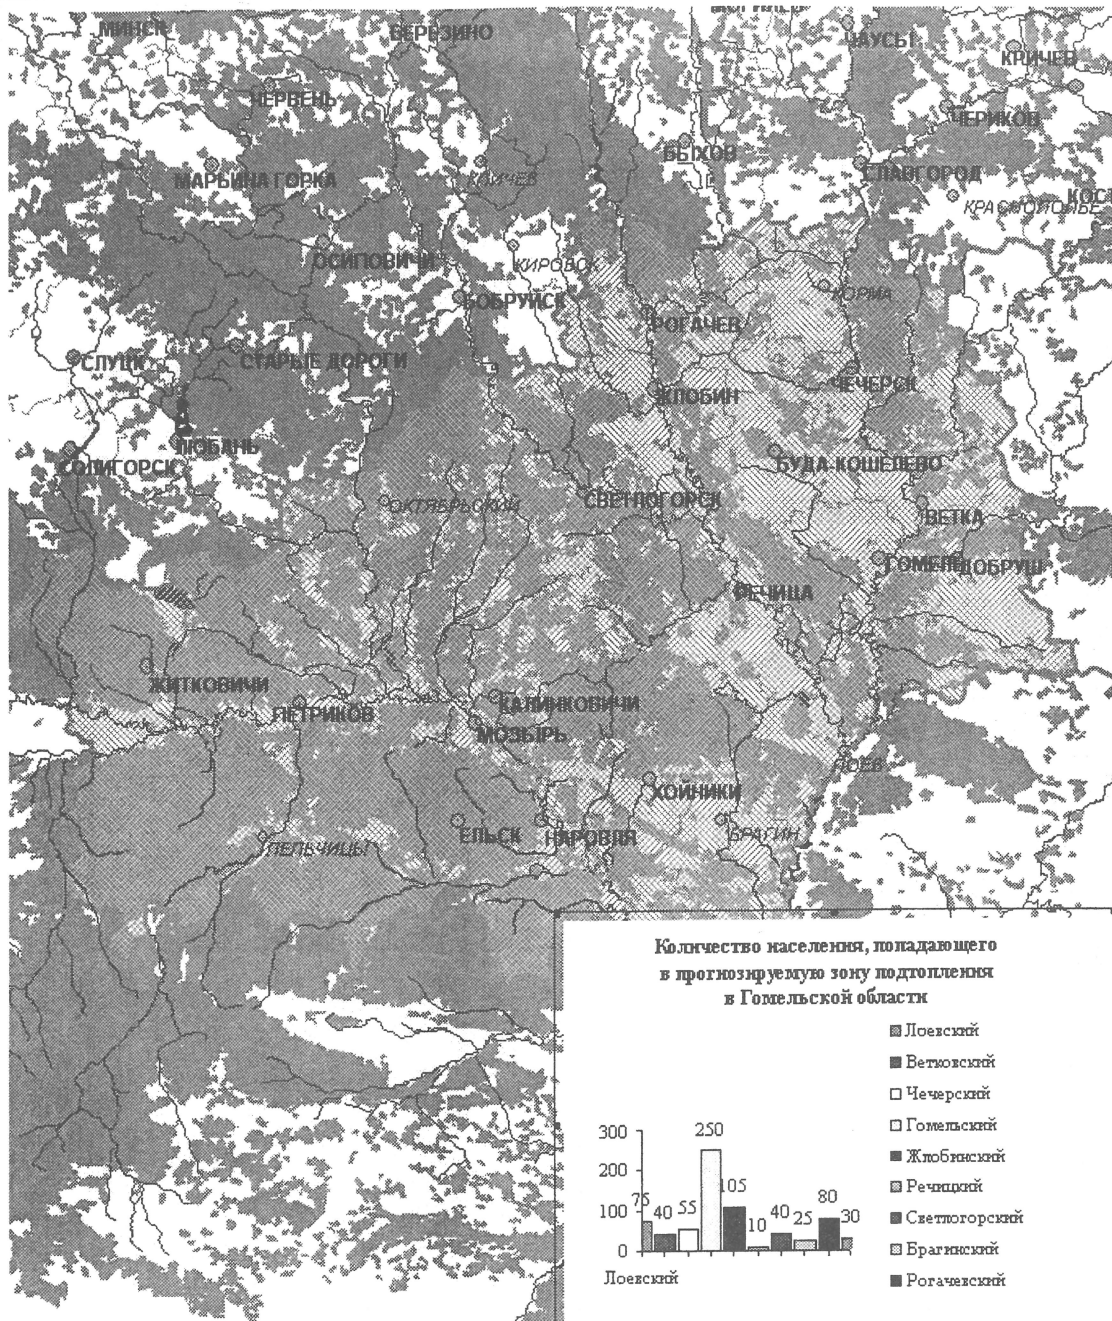 МИНСК
БЕРЕЗИНО
ЧАУСЫ
КРИЧЕВ
ЧЕРВЕНЬ
ЧЕРИКОВ
БЫХОВ
МАРЬИНА ГОРКА
КЛИЧЕВ
СЛАВГОРОД
КРАСНОПОЛЬЕ
КОСТ
ОСИПОВИЧИ
КИРОВСК
КОРМА
БОБРУЙСК
РОГАЧЕВ
СЛУЦК
СТАРЫЕ ДОРОГИ
ЧЕЧЕРСК
ЖЛОБИН
ЛЮБАНЬ
СОЛИГОРСК
БУДА-КОШЕЛЕВО
ОКТЯБРЬСКИЙ
СВЕТЛОГОРСК
ВЕТКА
ГОМЕЛЬ
ДОБРУШ
РЕЧИЦА
ЖИТКОВИЧИ
ПЕТРИКОВ
КАЛИНКОВИЧИ
МОЗЫРЬ
ЛОЕВ
ХОЙНИКИ
ЕЛЬСК
НАРОВЛЯ
БРАГИН
ЛЕЛЬЧИЦЫ
Количество населения, попадающего
в прогнозируемую зону подтопления
в Гомельской области
Лоевский
Ветковский
Чечерский
Гомельский
Жлобинский
Речицкий
Светлогорский
Брагинский
Рогачевский
300
200
100
0
75 40 55 250 105 10 40 25 80 30
Лоевский